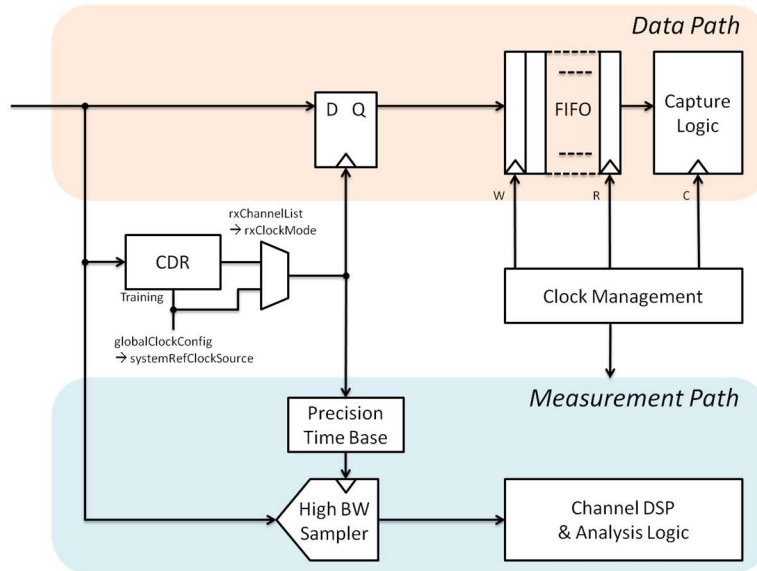 Data Path
D Q
FIFO
Capture
Logic
W
R
C
rxChannelList
→ rxClockMode
CDR
Training
Clock Management
globalClockConfig
→ systemRefClockSource
Measurement Path
Precision
Time Base
High BW
Sampler
Channel DSP
& Analysis Logic